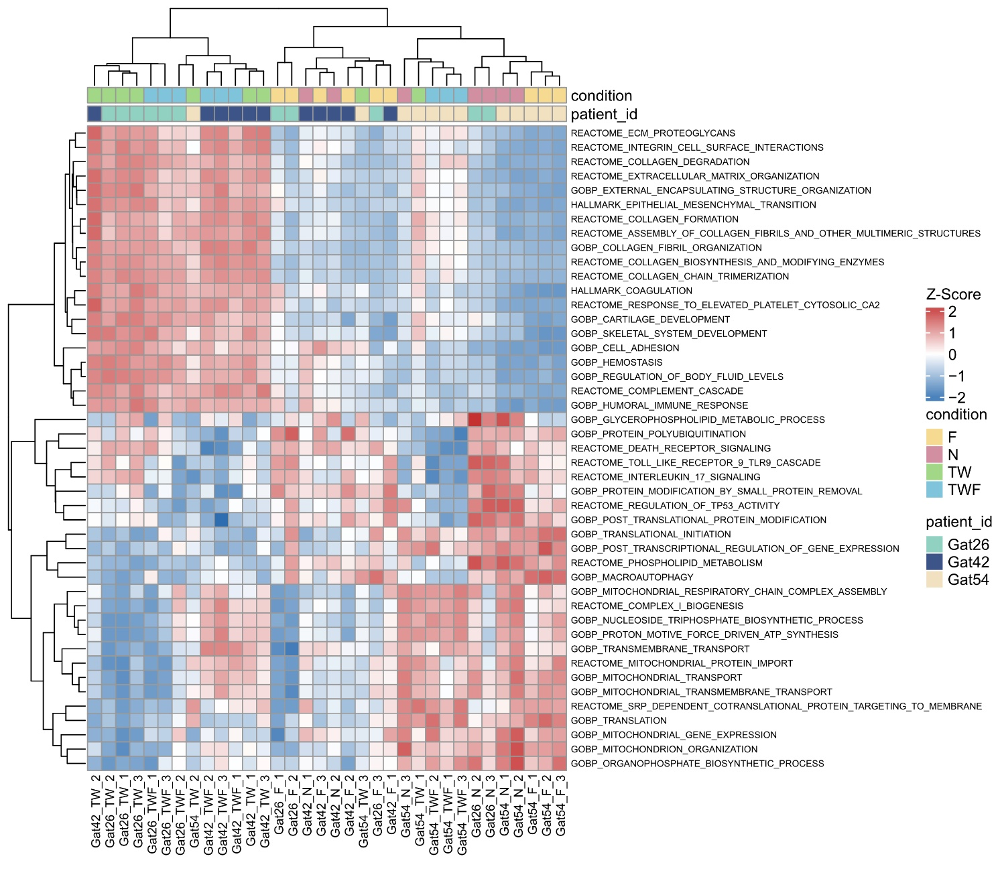 condition
patient_id
REACTOME_ECM_PROTEOGLYCANS
REACTOME_INTEGRIN_CELL_SURFACE_INTERACTIONS
REACTOME_COLLAGEN_DEGRADATION
REACTOME_EXTRACELLULAR_MATRIX_ORGANIZATION
GOBP_EXTERNAL_ENCAPSULATING_STRUCTURE_ORGANIZATION
HALLMARK_EPITHELIAL_MESENCHYMAL_TRANSITION
REACTOME_COLLAGEN_FORMATION
REACTOME_ASSEMBLY_OF_COLLAGEN_FIBRILS_AND_OTHER_MULTIMERIC_STRUCTURES
GOBP_COLLAGEN_FIBRIL_ORGANIZATION
REACTOME_COLLAGEN_BIOSYNTHESIS_AND_MODIFYING_ENZYMES
REACTOME_COLLAGEN_CHAIN_TRIMERIZATION
HALLMARK_COAGULATION
REACTOME_RESPONSE_TO_ELEVATED_PLATELET_CYTOSOLIC_CA2
GOBP_CARTILAGE_DEVELOPMENT
GOBP_SKELETAL_SYSTEM_DEVELOPMENT
GOBP_CELL_ADHESION
GOBP_HEMOSTASIS
GOBP_REGULATION_OF_BODY_FLUID_LEVELS
REACTOME_COMPLEMENT_CASCADE
GOBP_HUMORAL_IMMUNE_RESPONSE
GOBP_GLYCEROPHOSPHOLIPID_METABOLIC_PROCESS
GOBP_PROTEIN_POLYUBIQUITINATION
REACTOME_DEATH_RECEPTOR_SIGNALING
REACTOME_TOLL_LIKE_RECEPTOR_9_TLR9_CASCADE
REACTOME_INTERLEUKIN_17_SIGNALING
GOBP_PROTEIN_MODIFICATION_BY_SMALL_PROTEIN_REMOVAL
REACTOME_REGULATION_OF_TP53_ACTIVITY
GOBP_POST_TRANSLATIONAL_PROTEIN_MODIFICATION
GOBP_TRANSLATIONAL_INITIATION
GOBP_POST_TRANSCRIPTIONAL_REGULATION_OF_GENE_EXPRESSION
REACTOME_PHOSPHOLIPID_METABOLISM
GOBP_MACROAUTOPHAGY
GOBP_MITOCHONDRIAL_RESPIRATORY_CHAIN_COMPLEX_ASSEMBLY
REACTOME_COMPLEX_I_BIOGENESIS
GOBP_NUCLEOSIDE_TRIPHOSPHATE_BIOSYNTHETIC_PROCESS
GOBP_PROTON_MOTIVE_FORCE_DRIVEN_ATP_SYNTHESIS
GOBP_TRANSMEMBRANE_TRANSPORT
REACTOME_MITOCHONDRIAL_PROTEIN_IMPORT
GOBP_MITOCHONDRIAL_TRANSPORT
GOBP_MITOCHONDRIAL_TRANSMEMBRANE_TRANSPORT
REACTOME_SRP_DEPENDENT_COTRANSLATIONAL_PROTEIN_TARGETING_TO_MEMBRANE
GOBP_TRANSLATION
GOBP_MITOCHONDRIAL_GENE_EXPRESSION
GOBP_MITOCHONDRION_ORGANIZATION
GOBP_ORGANOPHOSPHATE_BIOSYNTHETIC_PROCESS
Gat42_TW_2
Gat26_TW_2
Gat26_TW_1
Gat26_TW_3
Gat26_TWF_1
Gat26_TWF_3
Gat26_TWF_2
Gat54_TW_2
Gat42_TWF_2
Gat42_TWF_3
Gat42_TWF_1
Gat42_TW_1
Gat42_TW_3
Gat26_F_1
Gat26_F_2
Gat42_N_1
Gat42_F_3
Gat42_N_2
Gat42_F_2
Gat54_TW_3
Gat26_F_3
Gat42_F_1
Gat54_N_3
Gat54_TW_1
Gat54_TWF_2
Gat54_TWF_1
Gat54_TWF_3
Gat26_N_2
Gat26_N_3
Gat54_N_1
Gat54_N_2
Gat54_F_1
Gat54_F_2
Gat54_F_3
Z-Score
2
1
0
−1
−2
condition
F
N
TW
TWF
patient_id
Gat26
Gat42
Gat54